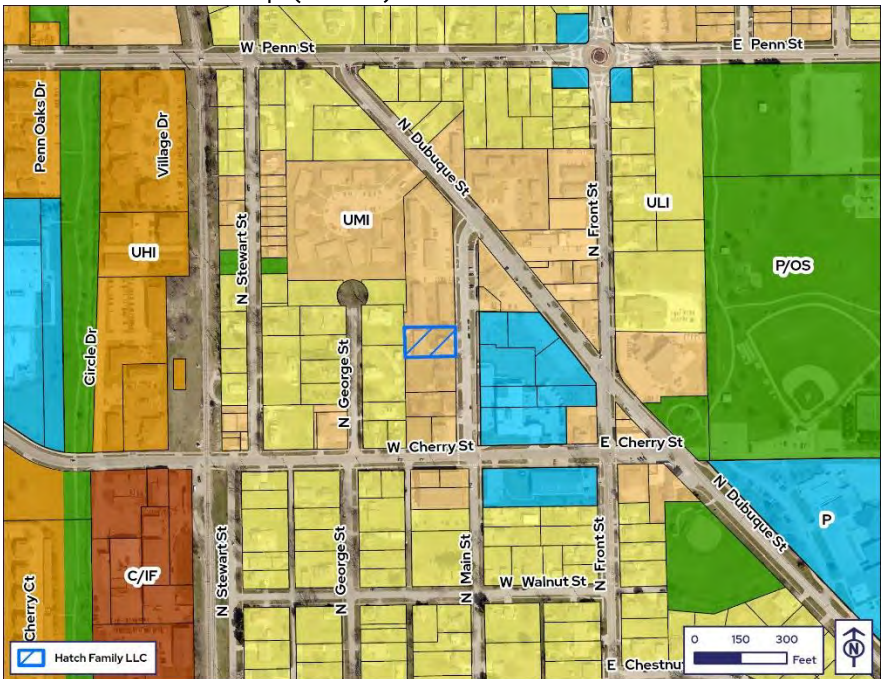 W Penn St
E Penn St
Penn Oaks Dr
Village Dr
N Dubuque St
N Stewart St
UMI
N Front St
ULI
UHI
P/OS
Circle Dr
N George St
W Cherry St
E Cherry St
N Dubuque St
P
C/IF
Cherry Ct
N Stewart St
N George St
N Main St
N Front St
W Walnut St
0 150 300
Feet
N
Hatch Family LLC
E Chestnu